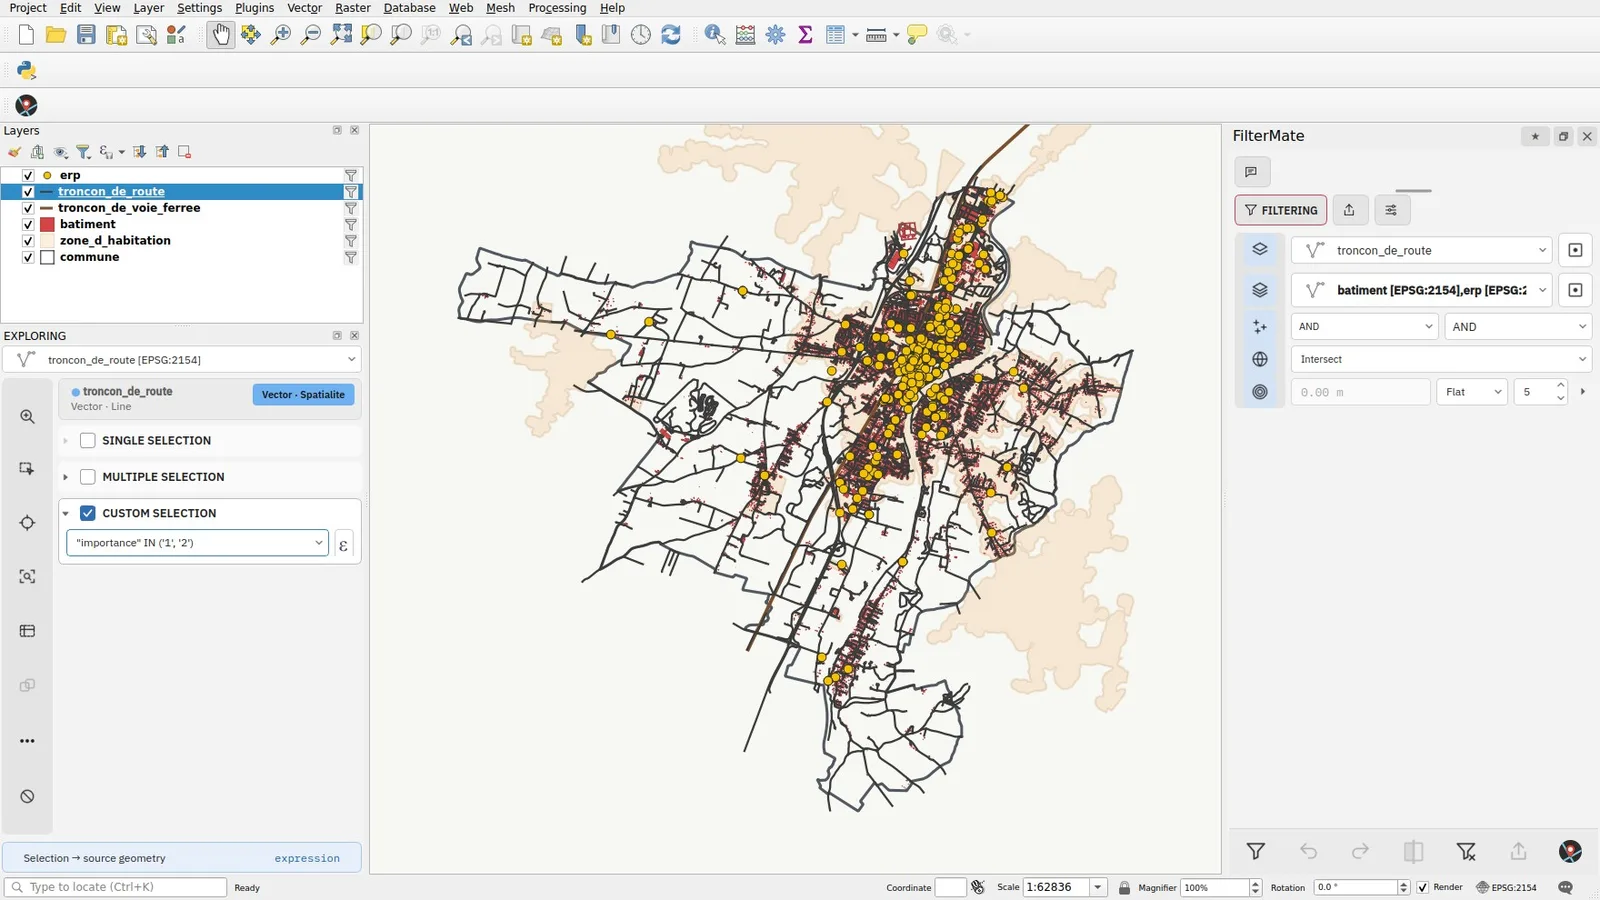 Project Edit View Layer Settings Plugins Vector Raster Database Web Mesh Processing Help
Layers
erp
troncon_de_route
troncon_de_voie_ferree
batiment
zone_d_habitation
commune
EXPLORING
troncon_de_route [EPSG:2154]
troncon_de_route
Vector · Line
Vector · Spatialite
SINGLE SELECTION
MULTIPLE SELECTION
CUSTOM SELECTION
"importance" IN ('1', '2')
ε
Selection → source geometry expression
FilterMate
FILTERING
troncon_de_route
batiment [EPSG:2154],erp [EPSG:2
AND AND
Intersect
0.00 m Flat 5
Type to locate (Ctrl+K) Ready Coordinate Scale 1:62836 Magnifier 100% Rotation 0.0 ° Render EPSG:2154